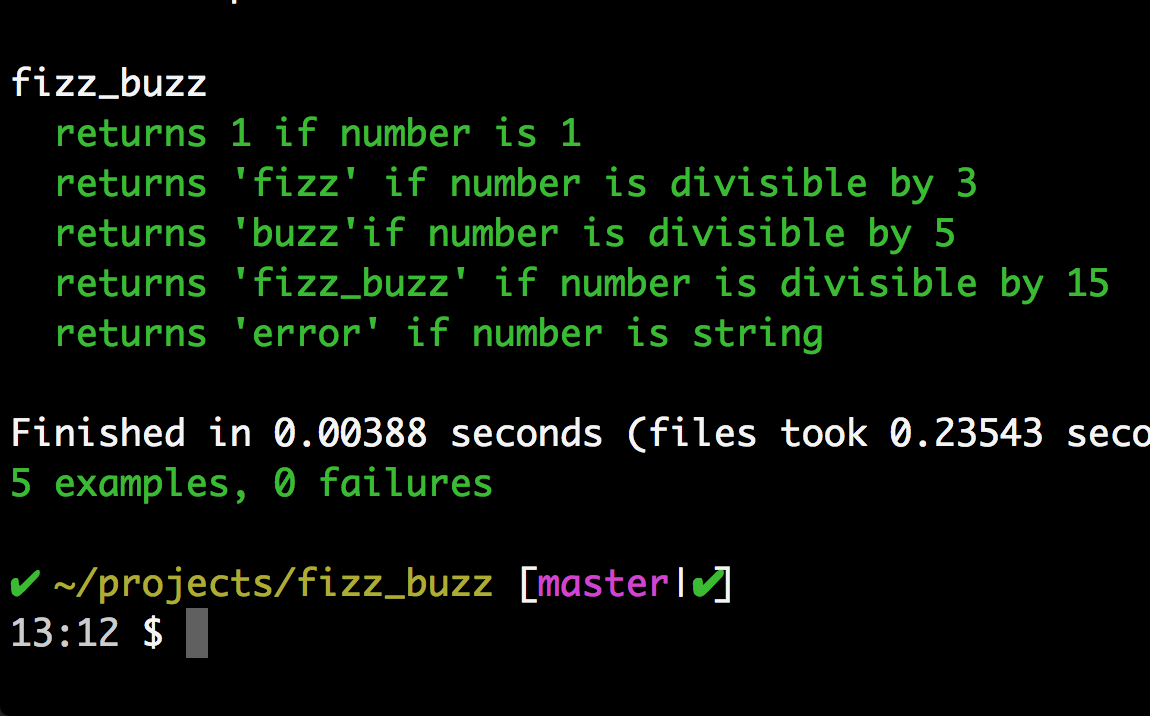 fizz_buzz
returns 1 if number is 1
returns 'fizz' if number is divisible by 3
returns 'buzz'if number is divisible by 5
returns 'fizz_buzz' if number is divisible by 15
returns 'error' if number is string
Finished in 0.00388 seconds (files took 0.23543 seco
5 examples, 0 failures
✔ ~/projects/fizz_buzz [master|✔]
13:12 $